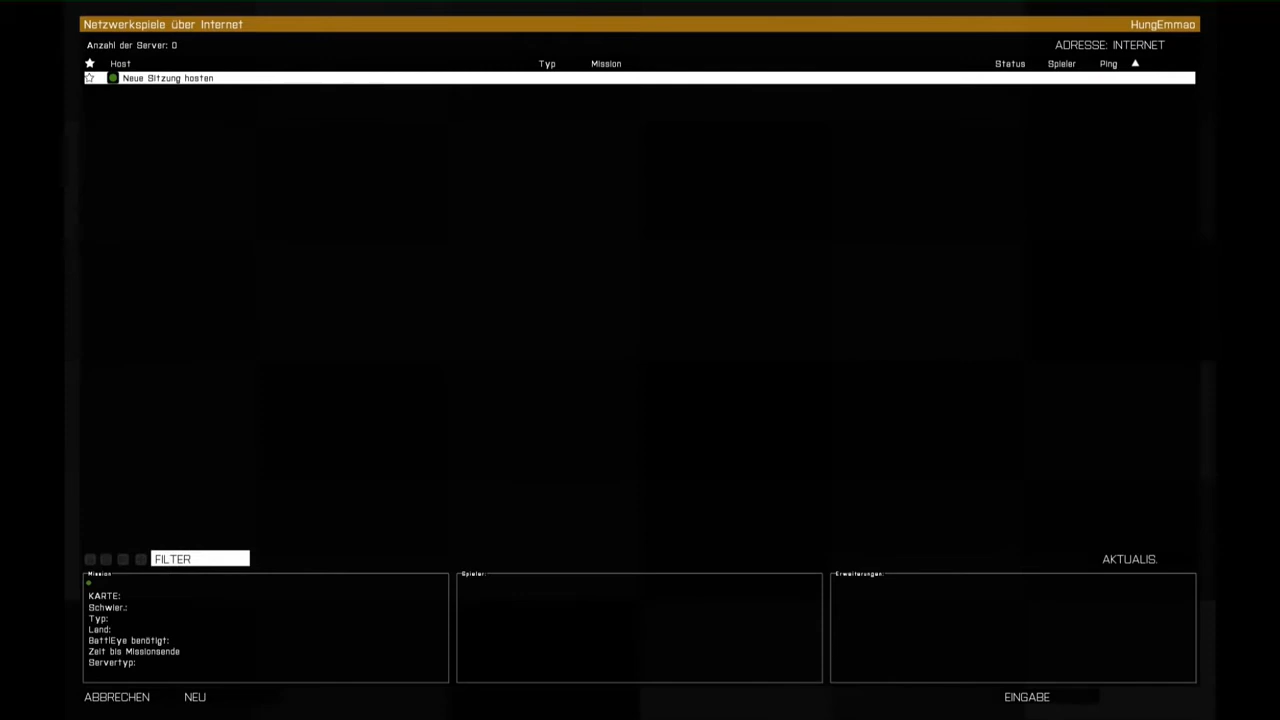 Netzwerkspiele über Internet HungEmmao
Anzahl der Server: 0 ADRESSE: INTERNET
Host Typ Mission Status Spieler Ping
Neue Sitzung hosten
FILTER AKTUALIS.
Mission Spieler: Erweiterungen:
KARTE:
Schwier.:
Typ:
Land:
BattlEye benötigt:
Zeit bis Missionsende
Servertyp:
ABBRECHEN NEU EINGABE